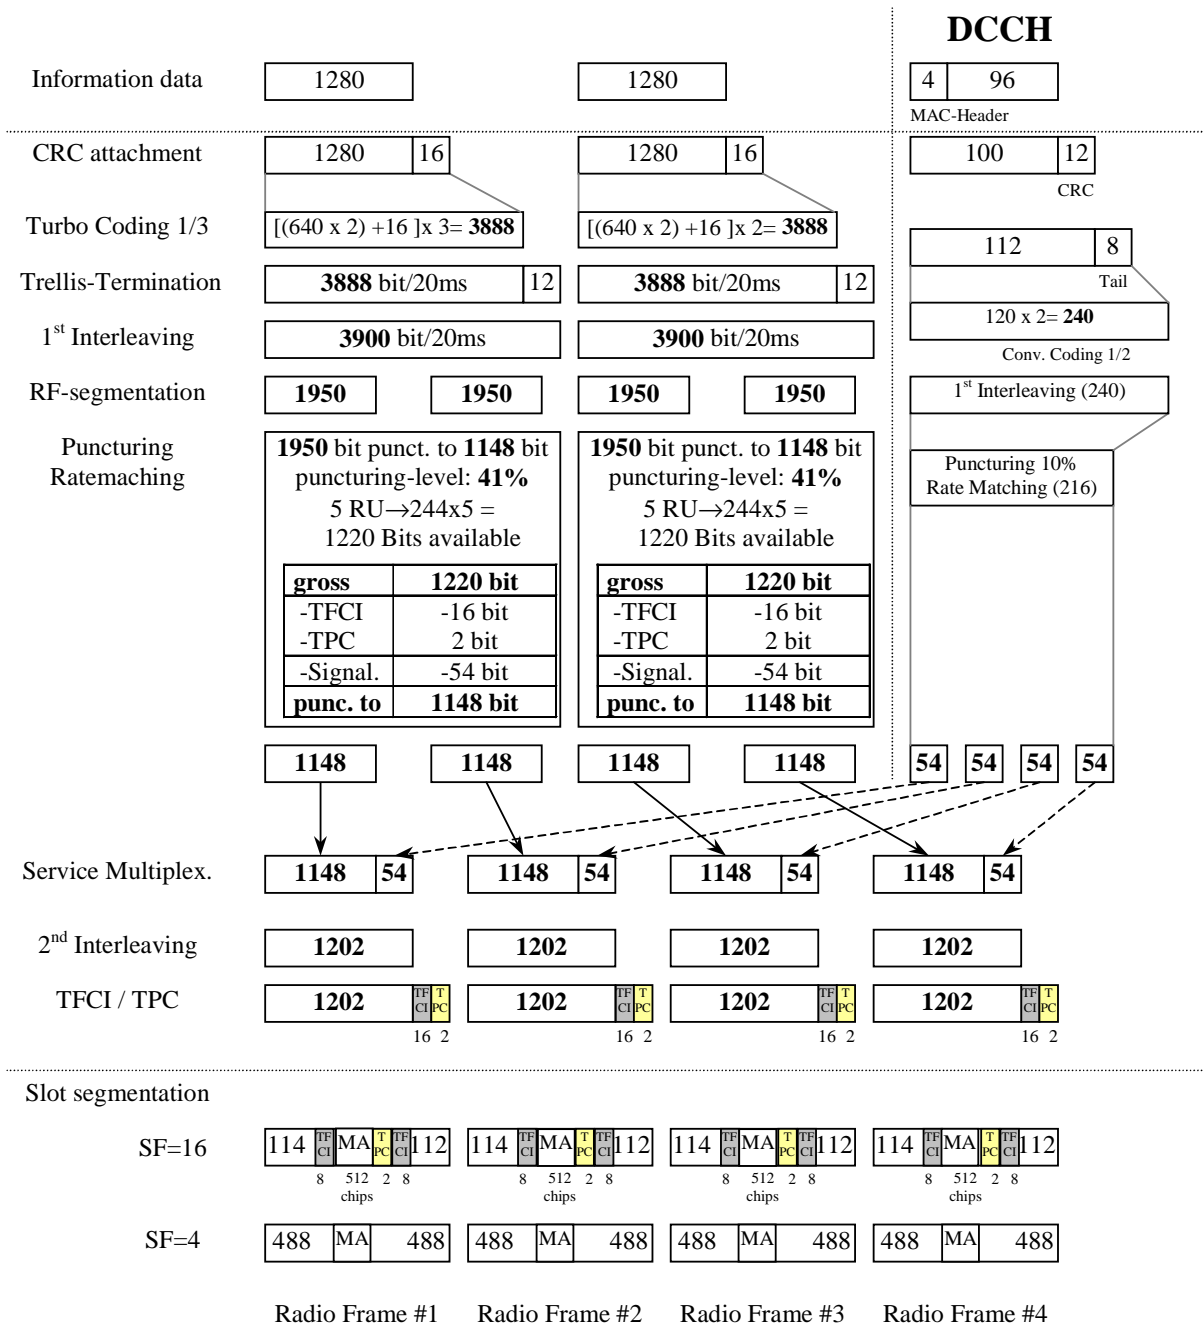 DCCH
Information data 1280 1280 4 96
MAC-Header
CRC attachment 1280 16 1280 16 100 12
CRC
Turbo Coding 1/3 [(640 x 2) +16 ]x 3= 3888 [(640 x 2) +16 ]x 2= 3888
112 8
Trellis-Termination 3888 bit/20ms 12 3888 bit/20ms 12
Tail
120 x 2= 240
1st Interleaving 3900 bit/20ms 3900 bit/20ms
Conv. Coding 1/2
RF-segmentation 1950 1950 1950 1950 1st Interleaving (240)
Puncturing
Ratemaching
1950 bit punct. to 1148 bit
puncturing-level: 41%
5 RU→244x5 =
1220 Bits available
gross 1220 bit
-TFCI -16 bit
-TPC 2 bit
-Signal. -54 bit
punc. to 1148 bit
1950 bit punct. to 1148 bit
puncturing-level: 41%
5 RU→244x5 =
1220 Bits available
gross 1220 bit
-TFCI -16 bit
-TPC 2 bit
-Signal. -54 bit
punc. to 1148 bit
Puncturing 10%
Rate Matching (216)
1148 1148 1148 1148 54 54 54 54
Service Multiplex. 1148 54 1148 54 1148 54 1148 54
2nd Interleaving 1202 1202 1202 1202
TFCI / TPC 1202 TF CI T PC 1202 TF CI T PC 1202 TF CI T PC 1202 TF CI T PC
16 2 16 2 16 2 16 2
Slot segmentation
SF=16 114 TF CI MA T PC TF CI 112 114 TF CI MA T PC TF CI 112 114 TF CI MA T PC TF CI 112 114 TF CI MA T PC TF CI 112
8 512 2 8 8 512 2 8 8 512 2 8 8 512 2 8
chips chips chips chips
SF=4 488 MA 488 488 MA 488 488 MA 488 488 MA 488
Radio Frame #1 Radio Frame #2 Radio Frame #3 Radio Frame #4